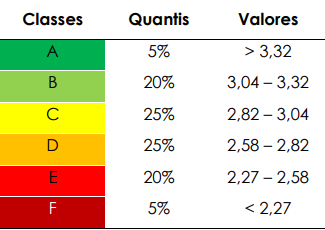 Classes Quantis Valores
A 5% > 3,32
B 20% 3,04 – 3,32
C 25% 2,82 – 3,04
D 25% 2,58 – 2,82
E 20% 2,27 – 2,58
F 5% < 2,27